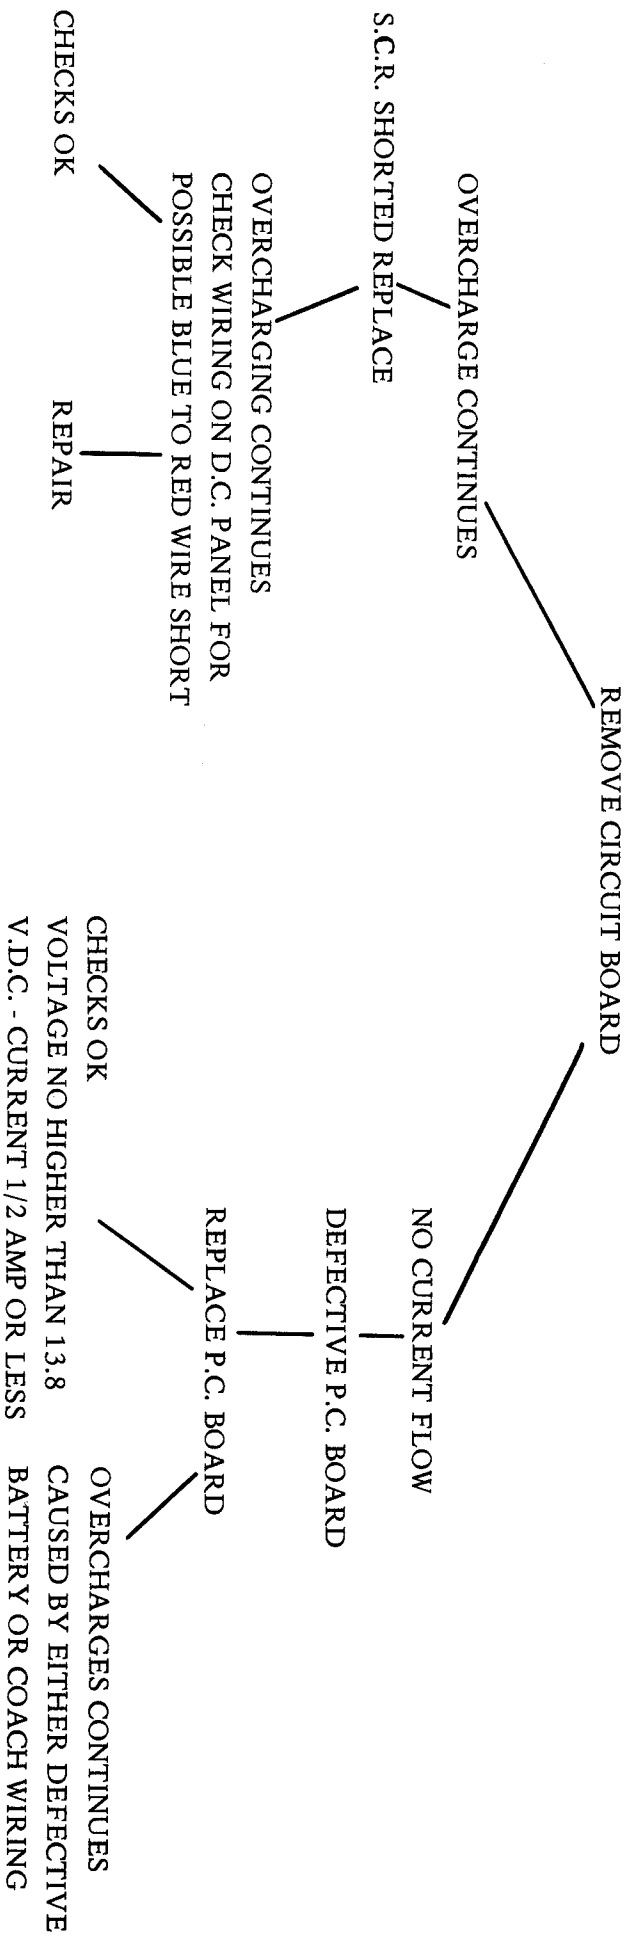 REMOVE CIRCUIT BOARD
OVERCHARGE CONTINUES
S.C.R. SHORTED REPLACE
OVERCHARGING CONTINUES
CHECK WIRING ON D.C. PANEL FOR
POSSIBLE BLUE TO RED WIRE SHORT
CHECKS OK
REPAIR
NO CURRENT FLOW
DEFECTIVE P.C. BOARD
REPLACE P.C. BOARD
CHECKS OK
VOLTAGE NO HIGHER THAN 13.8
V.D.C. - CURRENT 1/2 AMP OR LESS
OVERCHARGES CONTINUES
CAUSED BY EITHER DEFECTIVE
BATTERY OR COACH WIRING